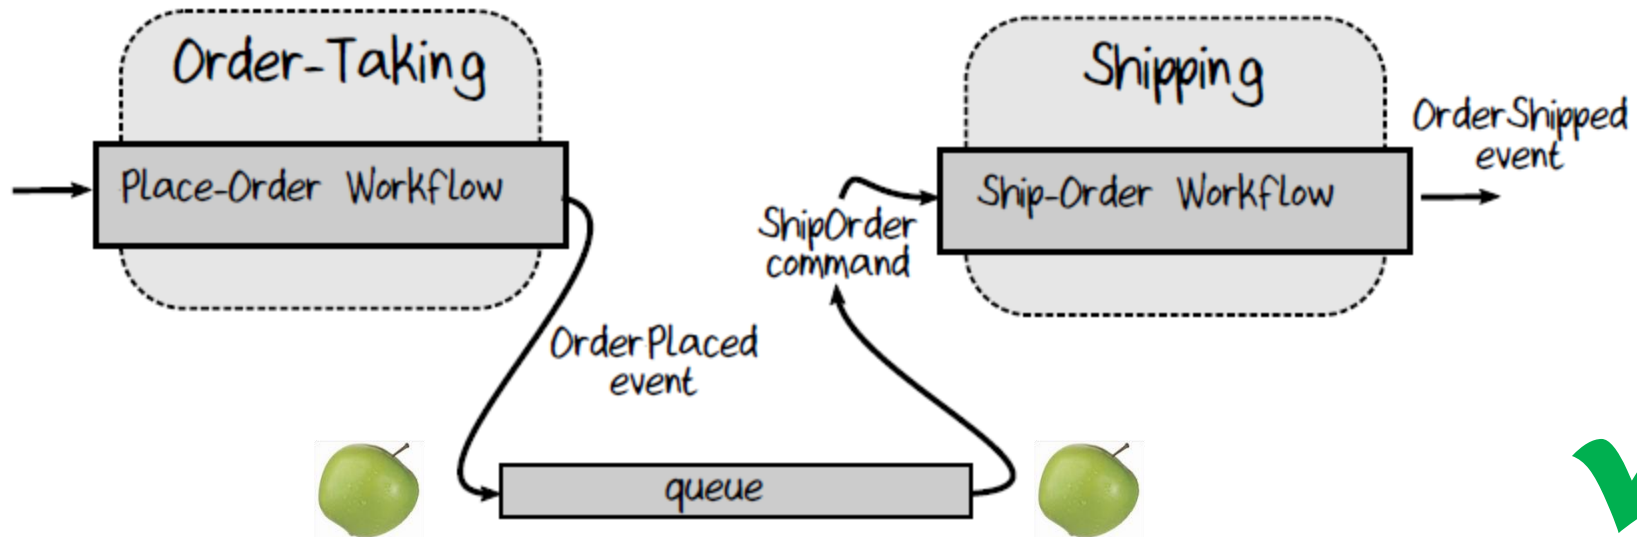 Order-Taking
Place-Order Workflow
OrderPlaced
event
queue
ShipOrder
command
Shipping
Ship-Order Workflow
OrderShipped
event